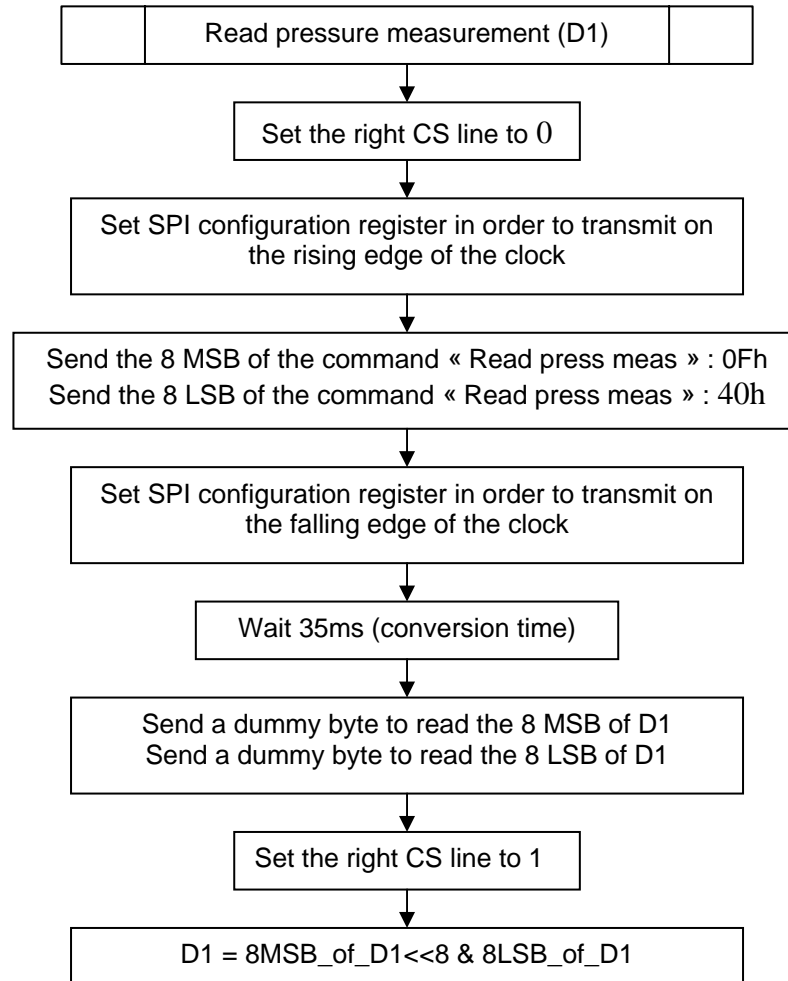 Read pressure measurement (D1)
Set the right CS line to 0
Set SPI configuration register in order to transmit on
the rising edge of the clock
Send the 8 MSB of the command « Read press meas » : 0Fh
Send the 8 LSB of the command « Read press meas » : 40h
Set SPI configuration register in order to transmit on
the falling edge of the clock
Wait 35ms (conversion time)
Send a dummy byte to read the 8 MSB of D1
Send a dummy byte to read the 8 LSB of D1
Set the right CS line to 1
D1 = 8MSB_of_D1<<8 & 8LSB_of_D1